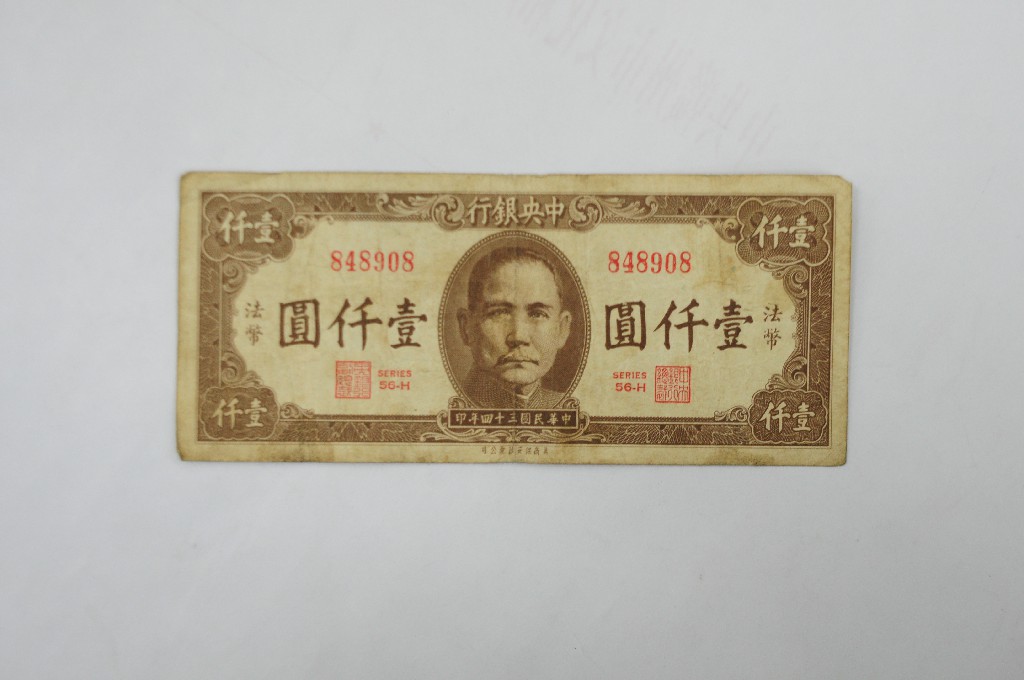 中央銀行
壹仟
壹仟
848908
848908
法幣
壹仟圓
壹仟圓
法幣
SERIES
56-H
SERIES
56-H
中華民國三十四年印
壹仟
壹仟